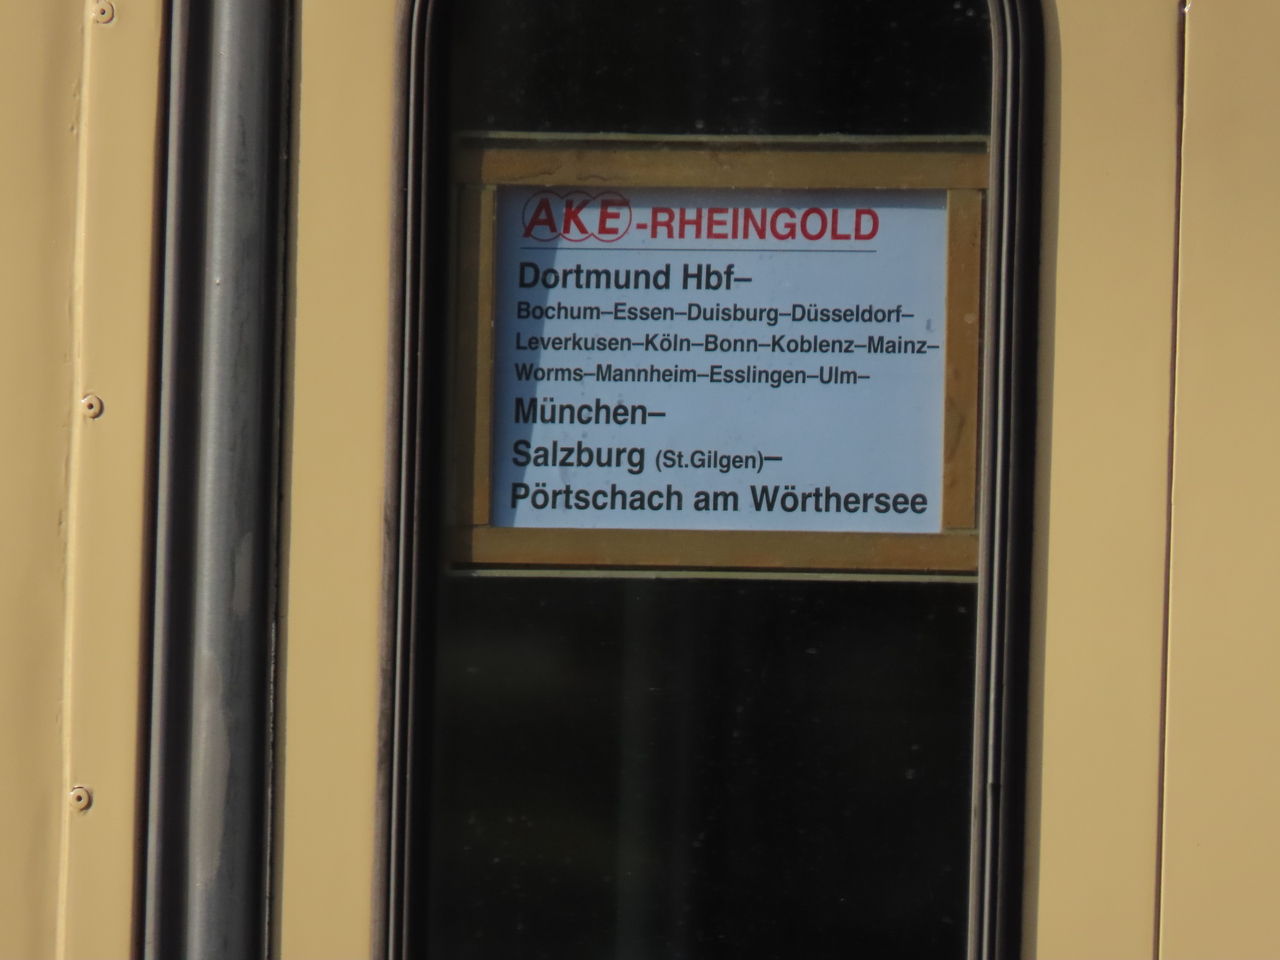 AKE-RHEINGOLD
Dortmund Hbf–
Bochum–Essen–Duisburg–Düsseldorf–
Leverkusen–Köln–Bonn–Koblenz–Mainz–
Worms–Mannheim–Esslingen–Ulm–
München–
Salzburg (St.Gilgen)–
Pörtschach am Wörthersee